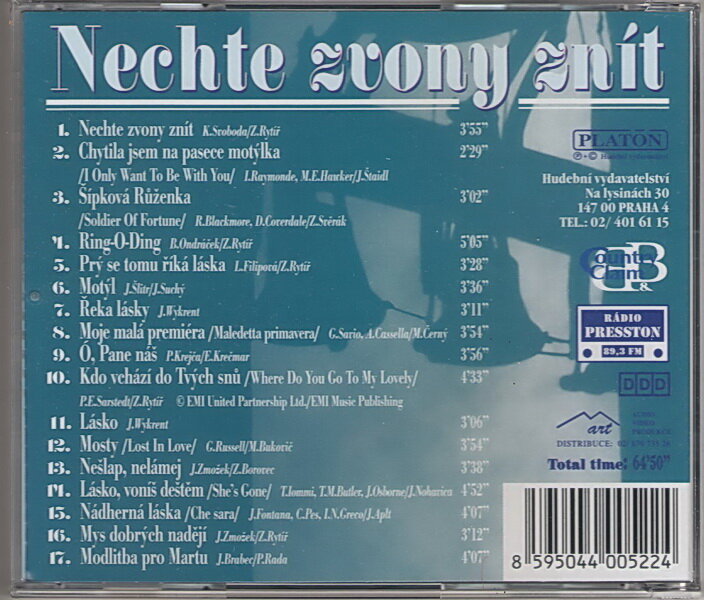 Nechte zvony znít
1. Nechte zvony znít K.Svoboda/Z.Rytíř 3'55"
2. Chytila jsem na pasece motýlka 2'29"
/I Only Want To Be With You/ I.Raymonde, M.E.Hawker/J.Štaidl
3. Šípková Růženka 3'02"
/Soldier Of Fortune/ R.Blackmore, D.Coverdale/Z.Svěrák
4. Ring-O-Ding B.Ondráček/Z.Rytíř 5'05"
5. Prý se tomu říká láska L.Filipová/Z.Rytíř 3'28"
6. Motýl J.Šlitr/J.Suchý 3'36"
7. Řeka lásky J.Wykrent 3'11"
8. Moje malá premiéra /Maledetta primavera/ G.Savio, A.Cassella/M.Černý 3'54"
9. Ó, Pane náš P.Krejča/E.Krečmar 3'56"
10. Kdo vchází do Tvých snů /Where Do You Go To My Lovely/ 4'33"
P.E.Sarstedt/Z.Rytíř © EMI United Partnership Ltd./EMI Music Publishing
11. Lásko J.Wykrent 3'06"
12. Mosty /Lost In Love/ G.Russell/M.Bukovič 3'54"
13. Nešlap, nelámej J.Zmožek/Z.Borovec 3'38"
14. Lásko, voníš deštěm /She's Gone/ T.Iommi, T.M.Butler, J.Osborne/J.Nohavica 4'52"
15. Nádherná láska /Che sara/ J.Fontana, C.Pes, I.N.Greco/J.Aplt 4'07"
16. Mys dobrých nadějí J.Zmožek/Z.Rytíř 3'12"
17. Modlitba pro Martu J.Brabec/P.Rada 4'07"
PLATÓN
℗ + © Hudební vydavatelství
Hudební vydavatelství
Na lysinách 30
147 00 PRAHA 4
TEL.: 02/ 401 61 15
Country
Claim
B
&
RÁDIO
PRESSTON
89,3 FM
DDD
art
AUDIO
VIDEO
PRODUKCE
DISTRIBUCE: 02/
Total time: 64'50"
8 595044 005224